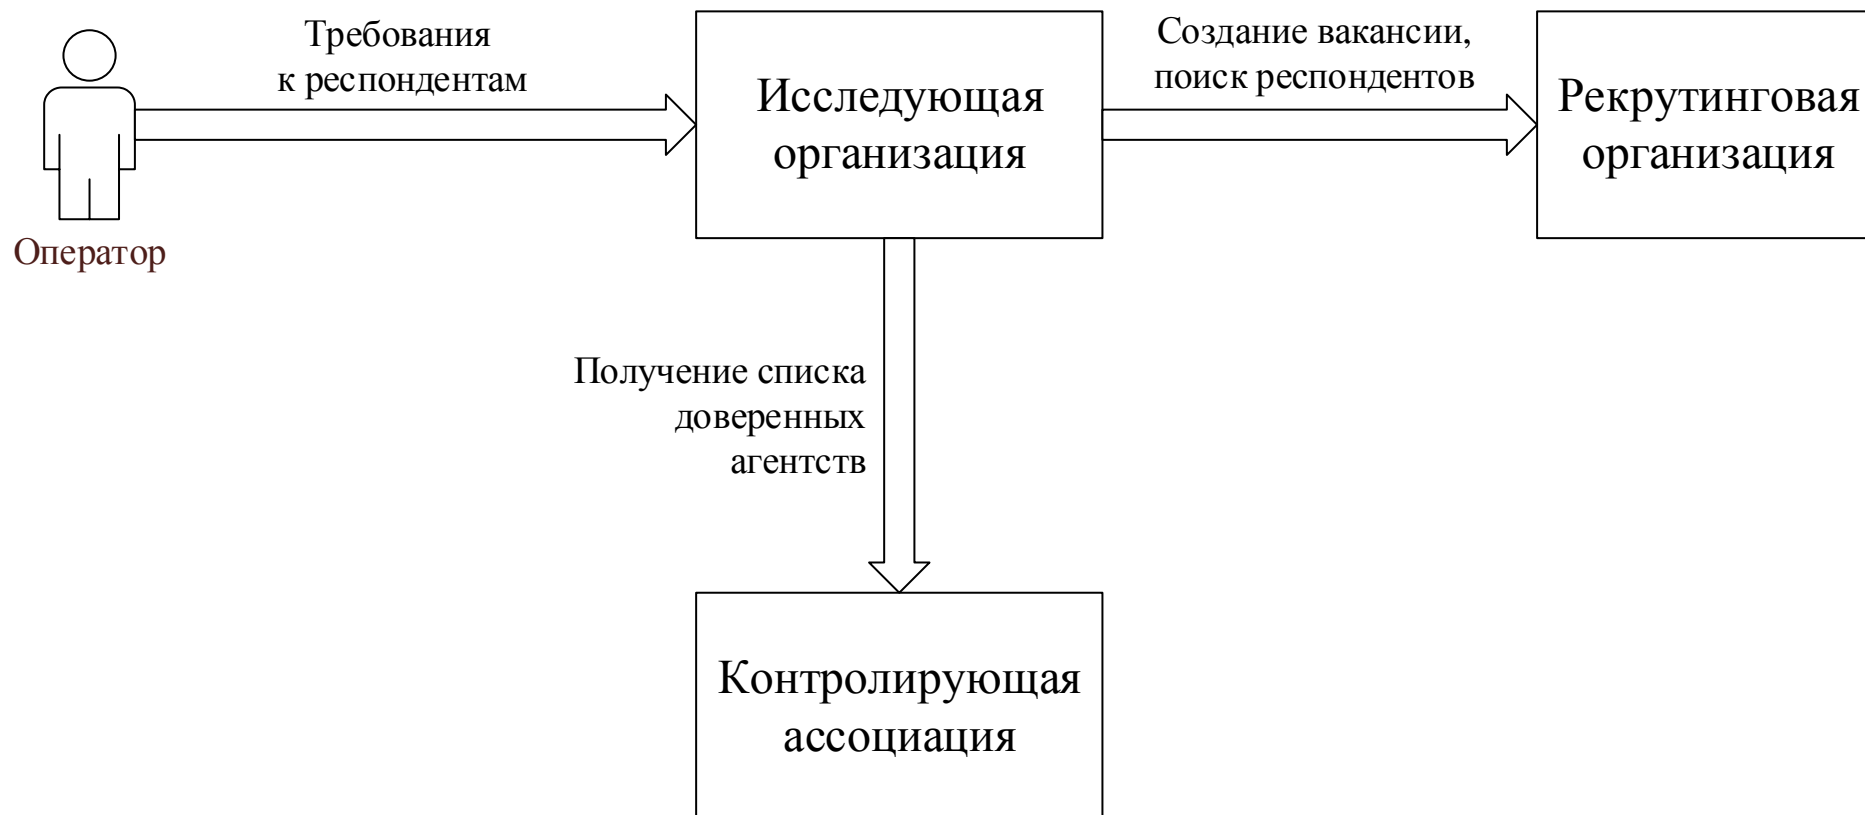 Требования
к респондентам
Создание вакансии,
поиск респондентов
Исследующая
организация
Рекрутинговая
организация
Оператор
Получение списка
доверенных
агентств
Контролирующая
ассоциация